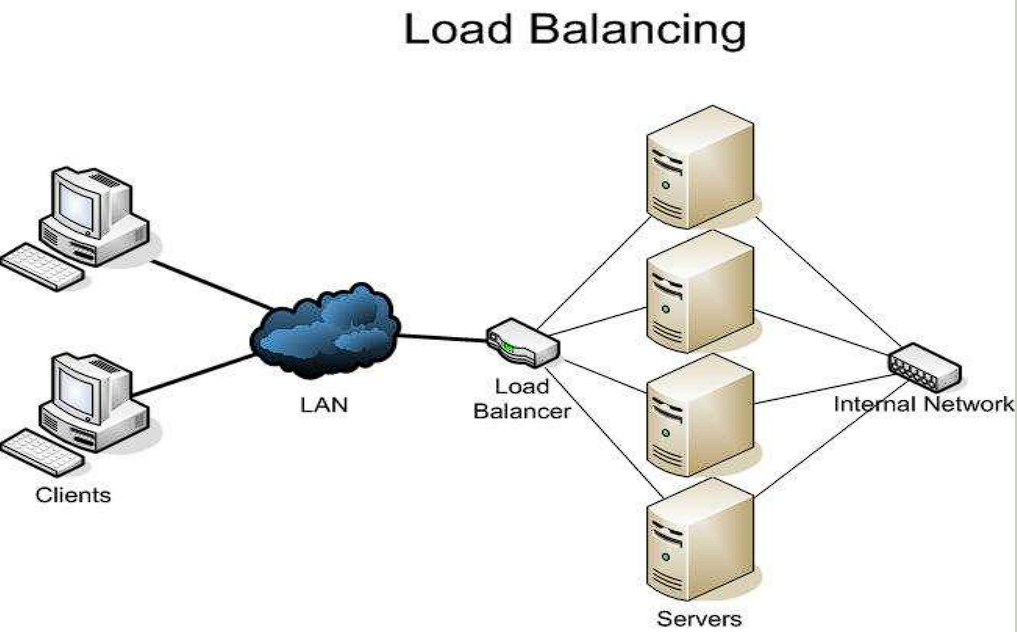 Load Balancing
LAN
Load
Balancer
Internal Network
Clients
Servers